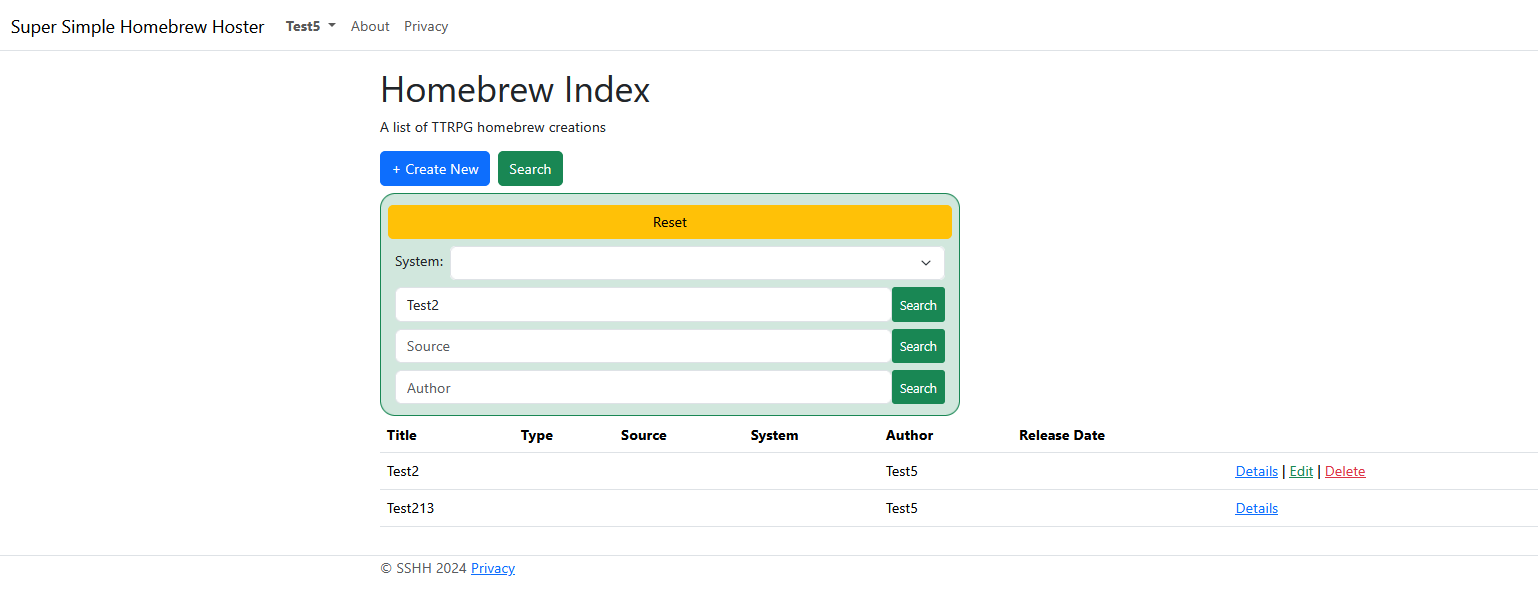 Super Simple Homebrew Hoster Test5 About Privacy
Homebrew Index
A list of TTRPG homebrew creations
+ Create New Search
Reset
System:
Test2 Search
Source Search
Author Search
Title Type Source System Author Release Date
Test2 Test5 Details | Edit | Delete
Test213 Test5 Details
© SSHH 2024 Privacy